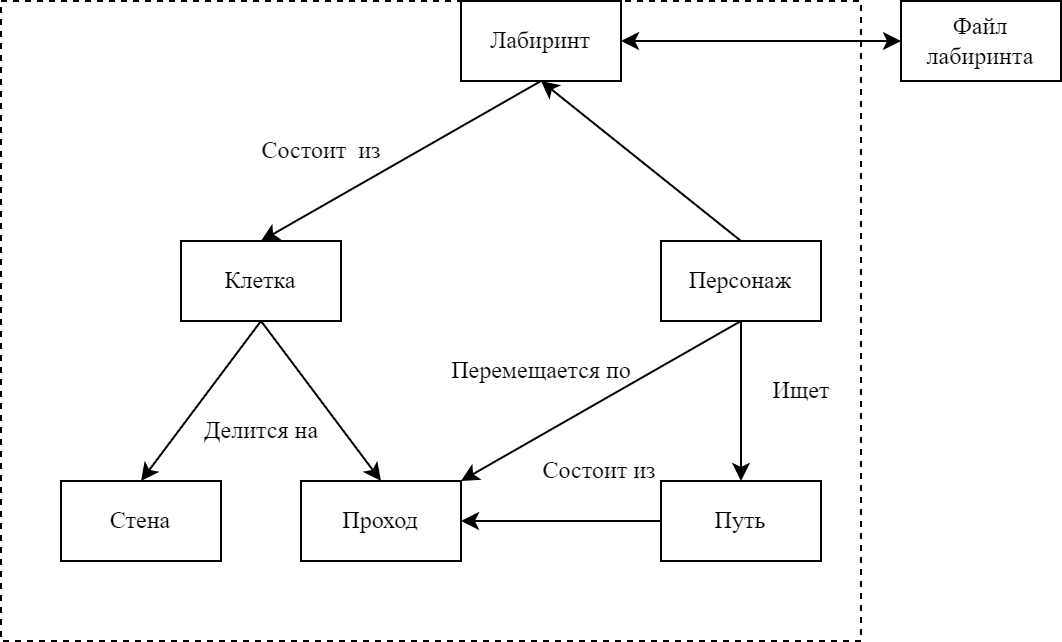 Лабиринт
Файл
лабиринта
Состоит из
Клетка
Персонаж
Перемещается по
Ищет
Делится на
Состоит из
Стена
Проход
Путь